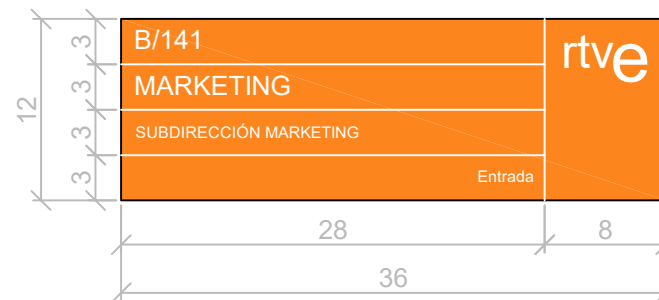 B/141
rtve
MARKETING
SUBDIRECCIÓN MARKETING
Entrada
3
3
3
3
12
28
8
36